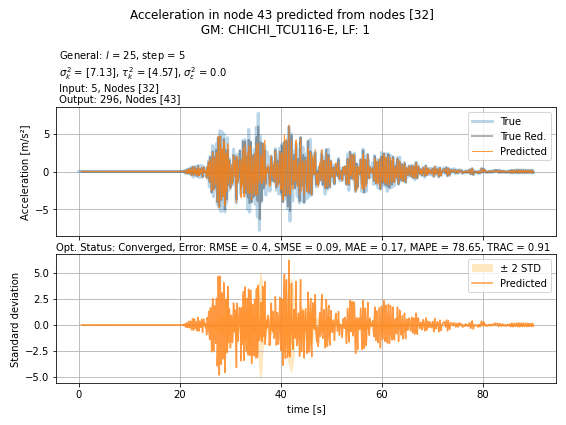 Acceleration in node 43 predicted from nodes [32]
GM: CHICHI_TCU116-E, LF: 1
General: l = 25, step = 5
σ²ₖ = [7.13], τ²ₖ = [4.57], σ²ε = 0.0
Input: 5, Nodes [32]
Output: 296, Nodes [43]
Acceleration [m/s²]
5
0
−5
True
True Red.
Predicted
Opt. Status: Converged, Error: RMSE = 0.4, SMSE = 0.09, MAE = 0.17, MAPE = 78.65, TRAC = 0.91
Standard deviation
5.0
2.5
0.0
−2.5
−5.0
± 2 STD
Predicted
0 20 40 60 80
time [s]